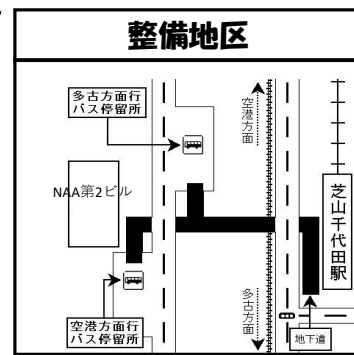 整備地区
多古方面行
バス停留所
空港方面
NAA第2ビル
芝山千代田駅
空港方面行
バス停留所
多古方面
地下道